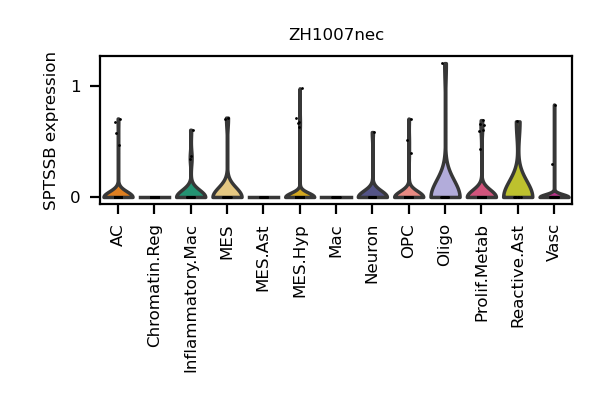 ZH1007nec
SPTSSB expression
1
0
AC
Chromatin.Reg
Inflammatory.Mac
MES
MES.Ast
MES.Hyp
Mac
Neuron
OPC
Oligo
Prolif.Metab
Reactive.Ast
Vasc